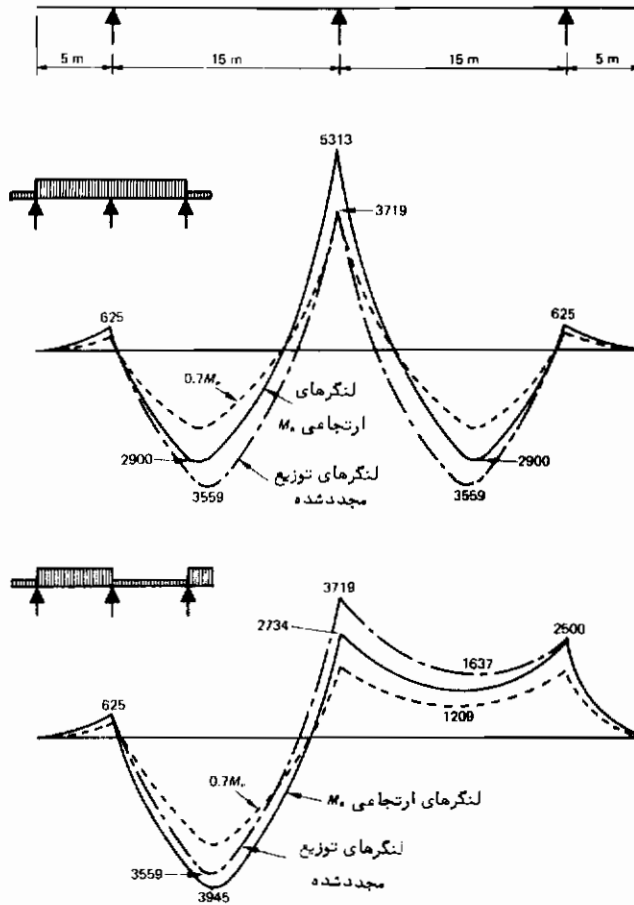 5 m 15 m 15 m 5 m
5313
3719
625 625
0.7Mₑ
لنگرهای
ارتجاعی Mₑ
2900 2900
لنگرهای توزیع
مجددشده
3559 3569
3719
2734 2500
1637
625
1209
0.7Mₑ
لنگرهای ارتجاعی Mₑ
لنگرهای توزیع
مجددشده
3559
3945